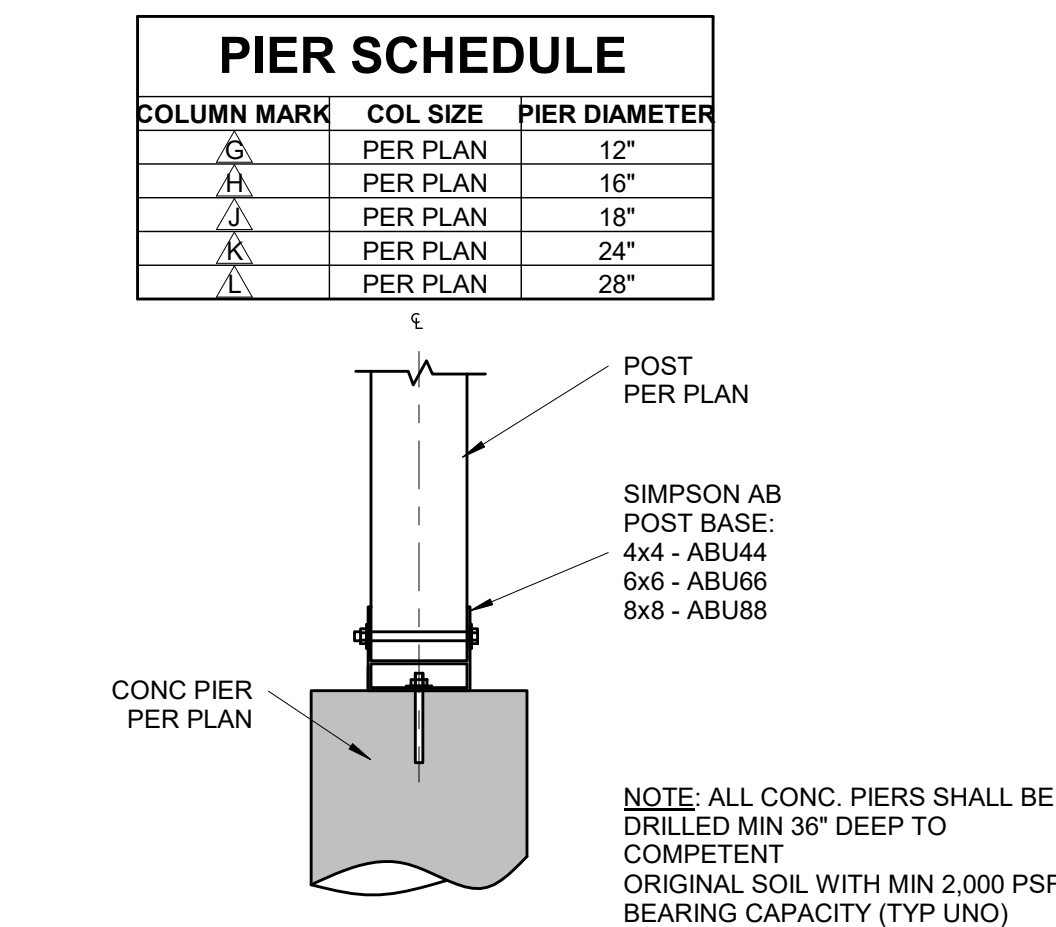 PIER SCHEDULE
COLUMN MARK COL SIZE PIER DIAMETER
G PER PLAN 12"
H PER PLAN 16"
J PER PLAN 18"
K PER PLAN 24"
L PER PLAN 28"
℄
POST
PER PLAN
SIMPSON AB
POST BASE:
4x4 - ABU44
6x6 - ABU66
8x8 - ABU88
CONC PIER
PER PLAN
NOTE: ALL CONC. PIERS SHALL BE
DRILLED MIN 36" DEEP TO
COMPETENT
ORIGINAL SOIL WITH MIN 2,000 PSF
BEARING CAPACITY (TYP UNO)